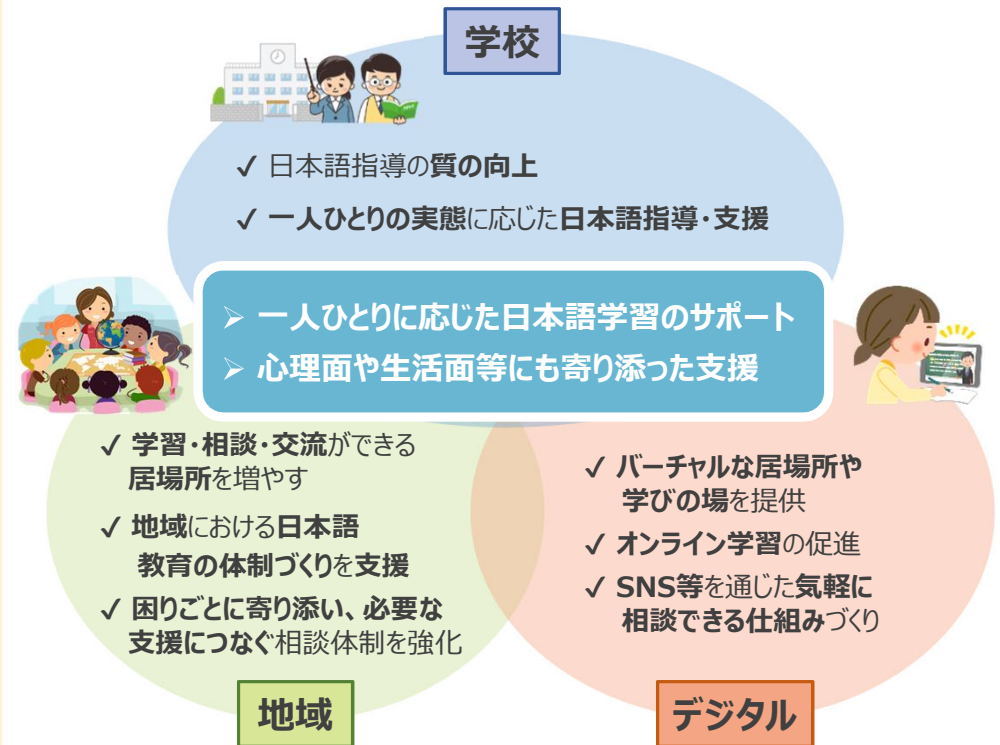 学校
✓ 日本語指導の質の向上
✓ 一人ひとりの実態に応じた日本語指導・支援
➢ 一人ひとりに応じた日本語学習のサポート
➢ 心理面や生活面等にも寄り添った支援
✓ 学習・相談・交流ができる
居場所を増やす
✓ 地域における日本語
教育の体制づくりを支援
✓ 困りごとに寄り添い、必要な
支援につなぐ相談体制を強化
地域
✓ バーチャルな居場所や
学びの場を提供
✓ オンライン学習の促進
✓ SNS等を通じた気軽に
相談できる仕組みづくり
デジタル